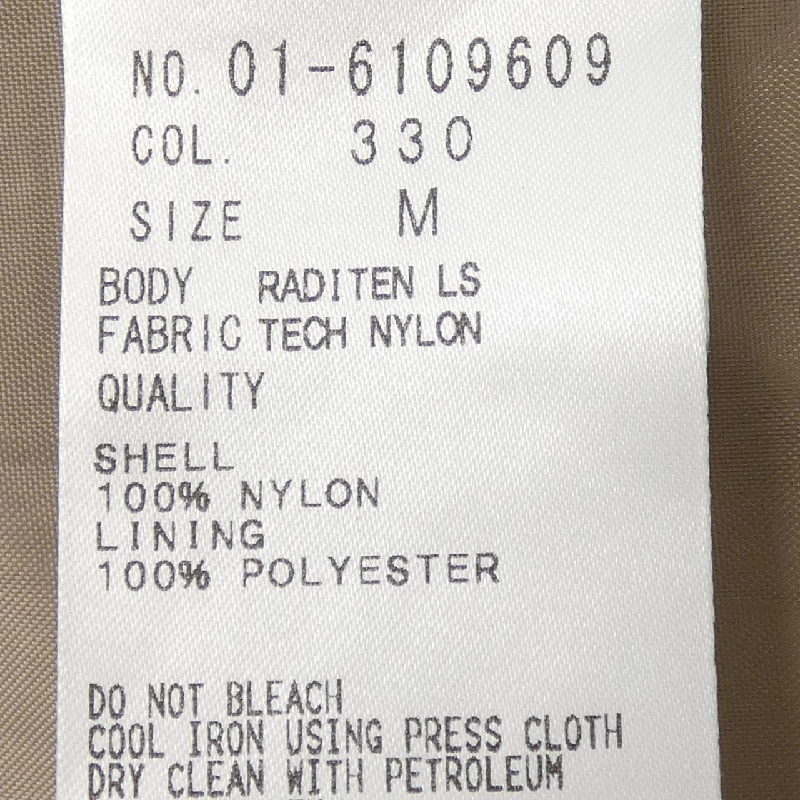 NO. 01-6109609
COL. 330
SIZE M
BODY RADITEN LS
FABRIC TECH NYLON
QUALITY
SHELL
100% NYLON
LINING
100% POLYESTER
DO NOT BLEACH
COOL IRON USING PRESS CLOTH
DRY CLEAN WITH PETROLEUM